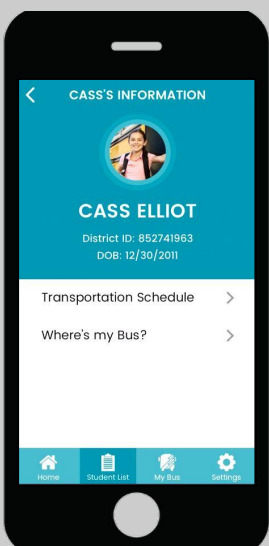 CASS'S INFORMATION
CASS ELLIOT
District ID: 852741963
DOB: 12/30/2011
Transportation Schedule
Where's my Bus?
Home
Student List
My Bus
Settings